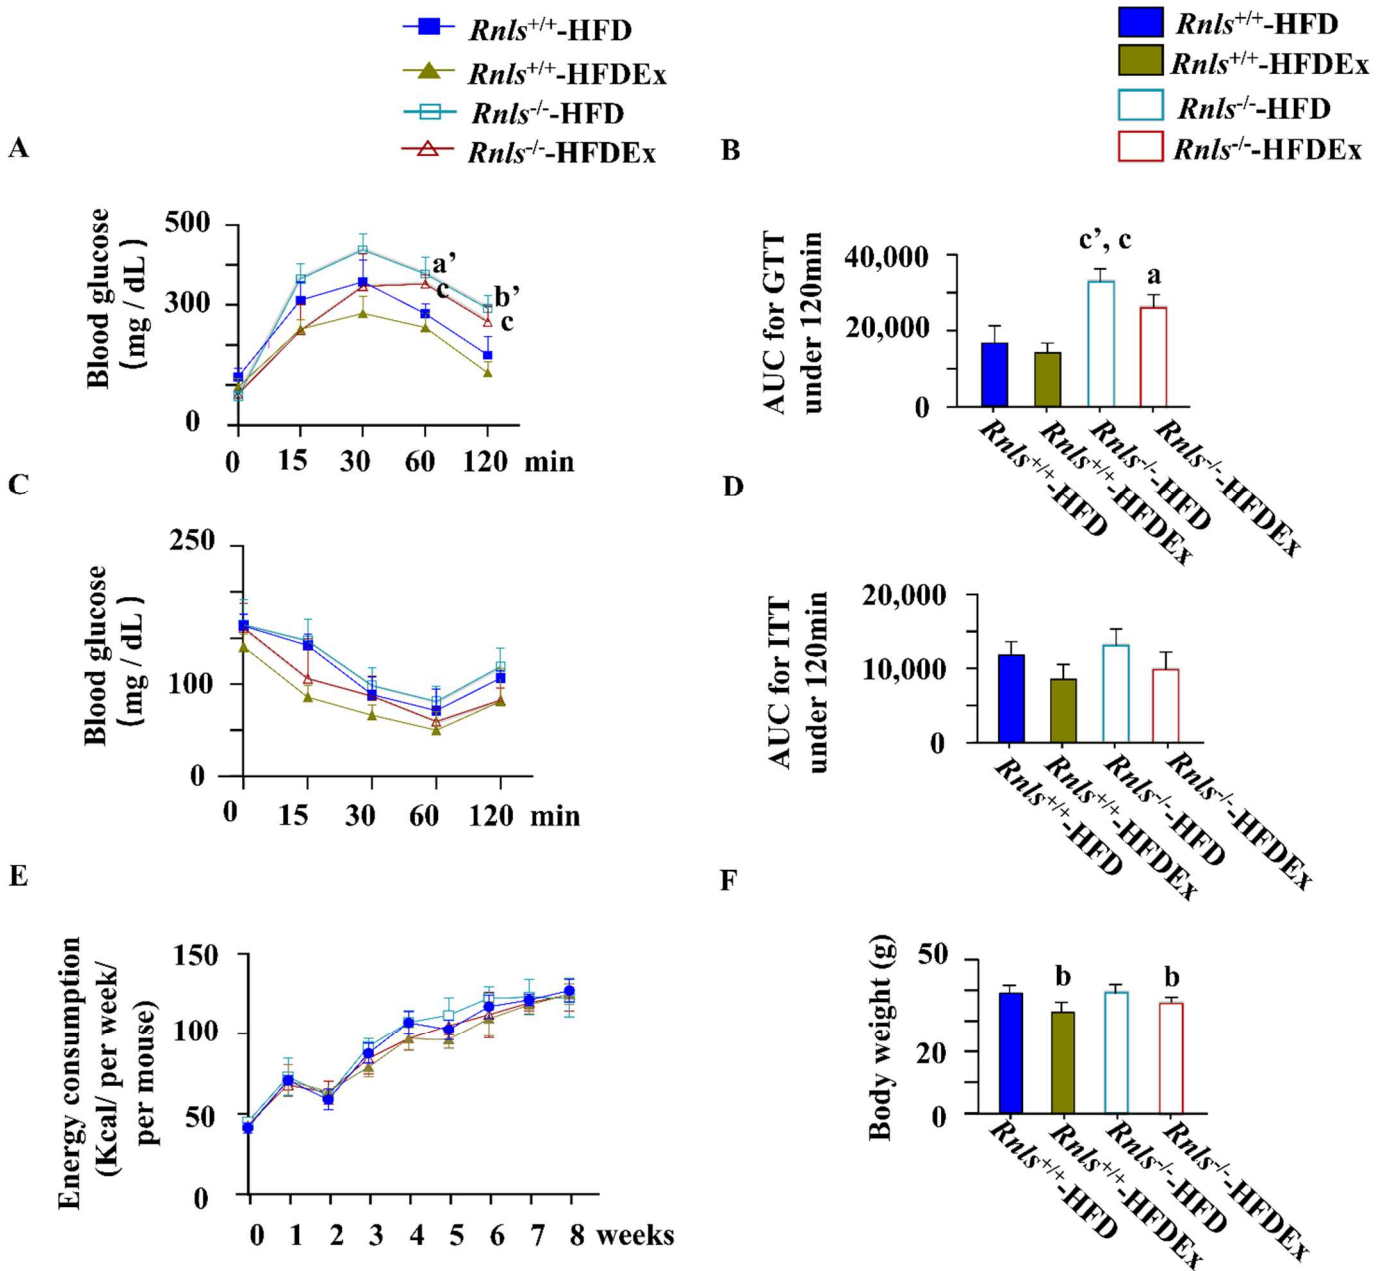 Rnls+/+-HFD
Rnls+/+-HFDEx
Rnls-/--HFD
Rnls-/--HFDEx
Rnls+/+-HFD
Rnls+/+-HFDEx
Rnls-/--HFD
Rnls-/--HFDEx
A
Blood glucose
(mg / dL)
500
300
0
a'
c
b'
c
0 15 30 60 120 min
B
AUC for GTT
under 120min
40,000
20,000
0
c', c
a
Rnls+/+-HFD
Rnls+/+-HFDEx
Rnls-/--HFD
Rnls-/--HFDEx
C
Blood glucose
(mg / dL)
250
100
0
0 15 30 60 120 min
D
AUC for ITT
under 120min
20,000
10,000
0
Rnls+/+-HFD
Rnls+/+-HFDEx
Rnls-/--HFD
Rnls-/--HFDEx
E
Energy consumption
(Kcal/ per week/
per mouse)
150
100
50
0
0 1 2 3 4 5 6 7 8 weeks
F
Body weight (g)
50
20
0
b
b
Rnls+/+-HFD
Rnls+/+-HFDEx
Rnls-/--HFD
Rnls-/--HFDEx